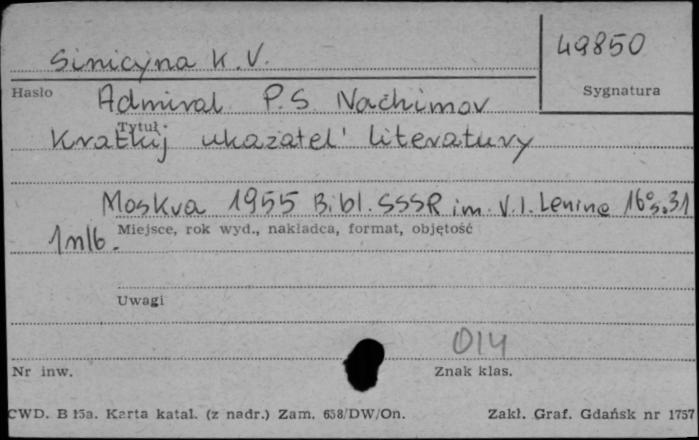 49850
Sinicyna K.V.
Hasło
Sygnatura
Admiral P.S. Nachimov
Tytuł
Kratkij ukazatel' literatury
Moskva 1955 Bibl. SSSR im. V.I. Lenina 16° s. 31
1 nlb.
Miejsce, rok wyd., nakładca, format, objętość
Uwagi
014
Nr inw.
Znak klas.
CWD. B 15a. Karta katal. (z nadr.) Zam. 658/DW/On.
Zakł. Graf. Gdańsk nr 1757